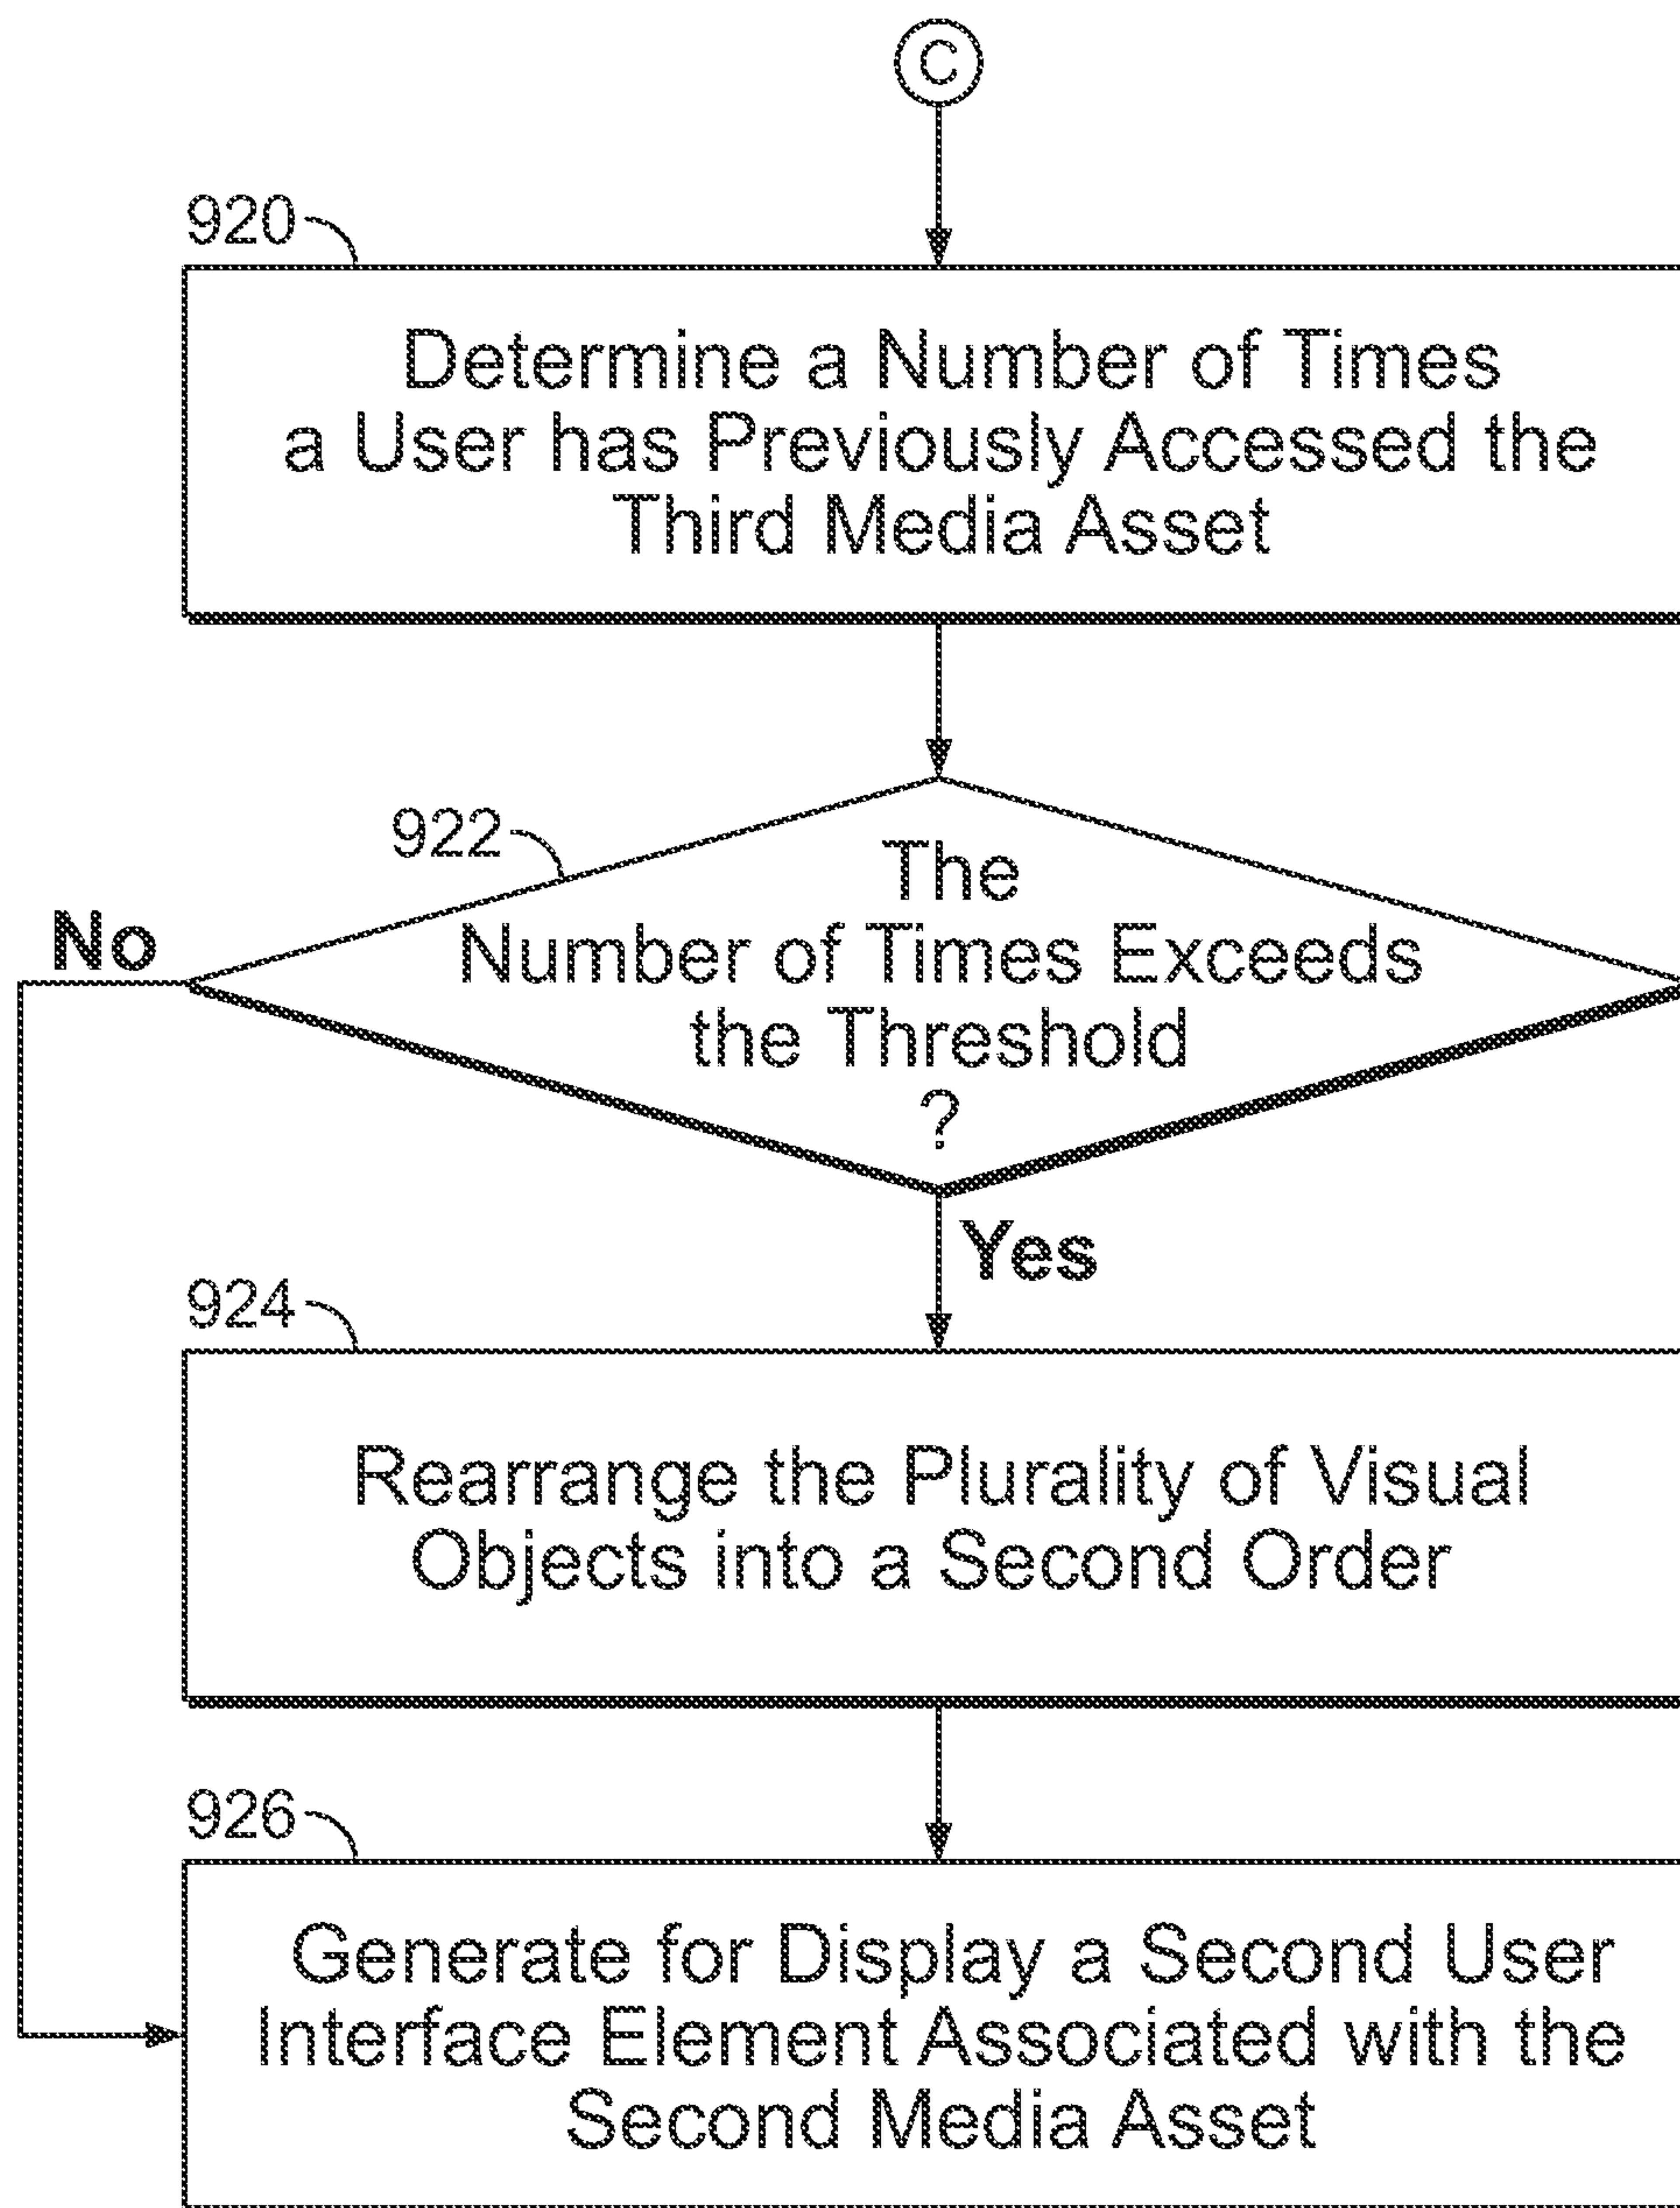 C
920
Determine a Number of Times
a User has Previously Accessed the
Third Media Asset
922
The
Number of Times Exceeds
the Threshold
?
No
Yes
924
Rearrange the Plurality of Visual
Objects into a Second Order
926
Generate for Display a Second User
Interface Element Associated with the
Second Media Asset